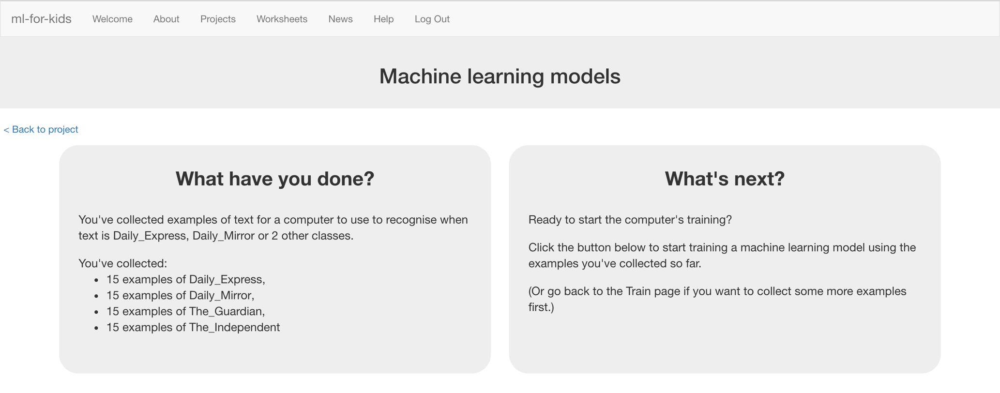 ml-for-kids Welcome About Projects Worksheets News Help Log Out
Machine learning models
< Back to project
What have you done?
You've collected examples of text for a computer to use to recognise when
text is Daily_Express, Daily_Mirror or 2 other classes.
You've collected:
• 15 examples of Daily_Express,
• 15 examples of Daily_Mirror,
• 15 examples of The_Guardian,
• 15 examples of The_Independent
What's next?
Ready to start the computer's training?
Click the button below to start training a machine learning model using the
examples you've collected so far.
(Or go back to the Train page if you want to collect some more examples
first.)